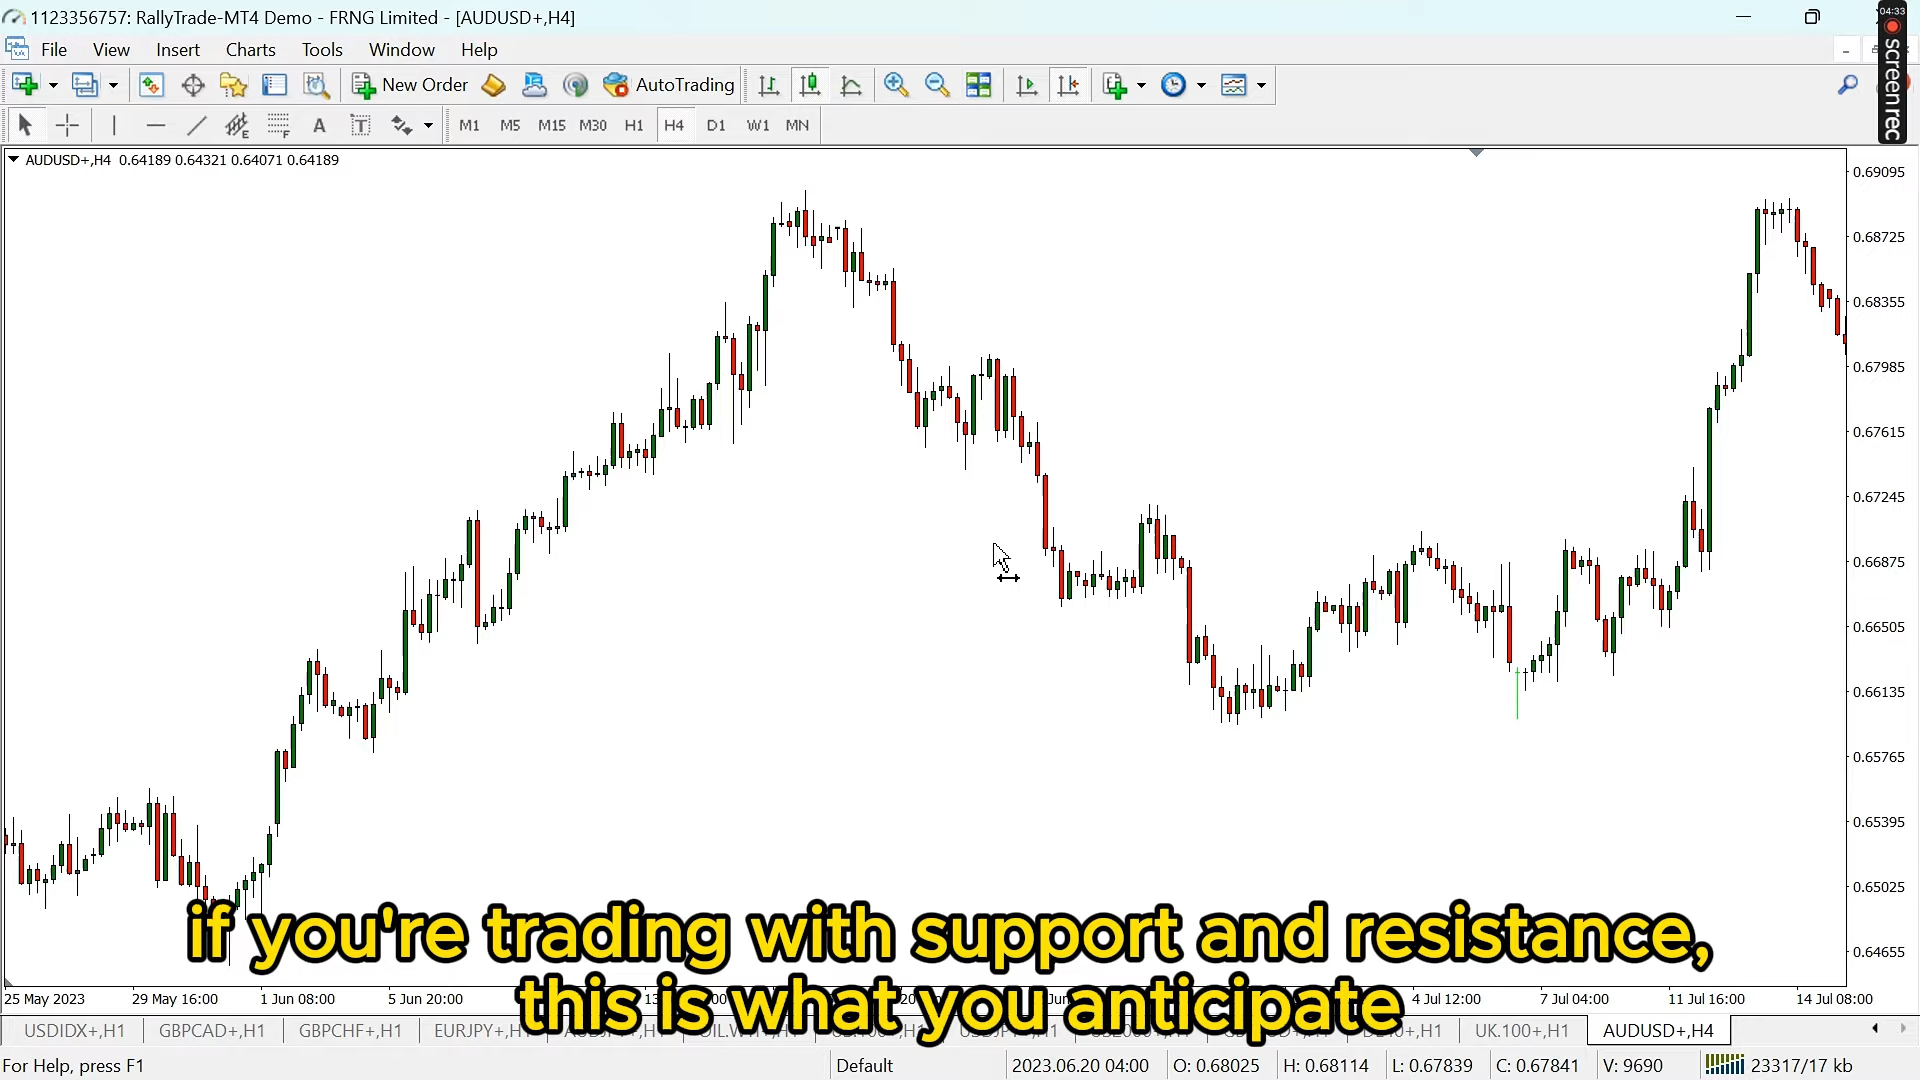 1123356757: RallyTrade-MT4 Demo - FRNG Limited - [AUDUSD+,H4]
04:33
screenrec
File View Insert Charts Tools Window Help
New Order AutoTrading
A T M1 M5 M15 M30 H1 H4 D1 W1 MN
AUDUSD+,H4 0.64189 0.64321 0.64071 0.64189
0.69095
0.68725
0.68355
0.67985
0.67615
0.67245
0.66875
0.66505
0.66135
0.65765
0.65395
0.65025
0.64655
if you're trading with support and resistance,
this is what you anticipate
25 May 2023 29 May 16:00 1 Jun 08:00 5 Jun 20:00 4 Jul 12:00 7 Jul 04:00 11 Jul 16:00 14 Jul 08:00
USDIDX+,H1 GBPCAD+,H1 GBPCHF+,H1 EURJPY+,H1 UK.100+,H1 AUDUSD+,H4
For Help, press F1 Default 2023.06.20 04:00 O: 0.68025 H: 0.68114 L: 0.67839 C: 0.67841 V: 9690 23317/17 kb